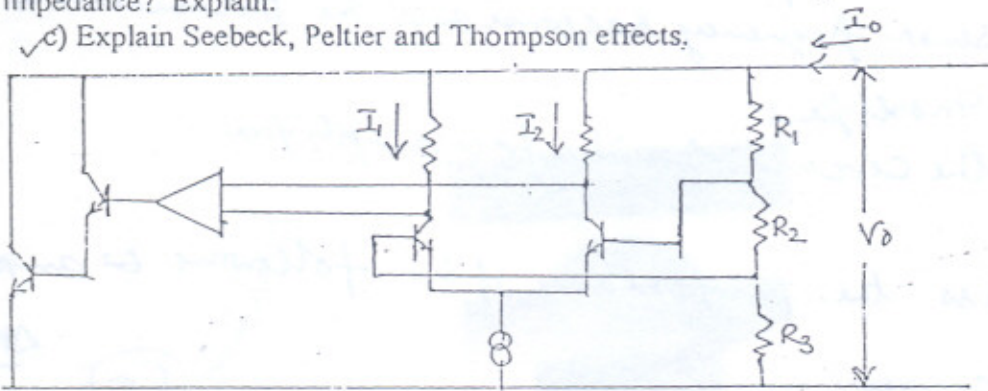 impedance? Explain.
c) Explain Seebeck, Peltier and Thompson effects.
I0
I1
I2
R1
R2
V0
R3